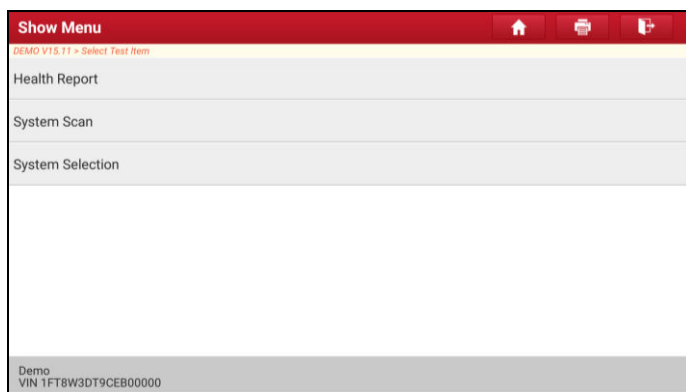 Show Menu
DEMO V15.11 > Select Test Item
Health Report
System Scan
System Selection
Demo
VIN 1FT8W3DT9CEB00000